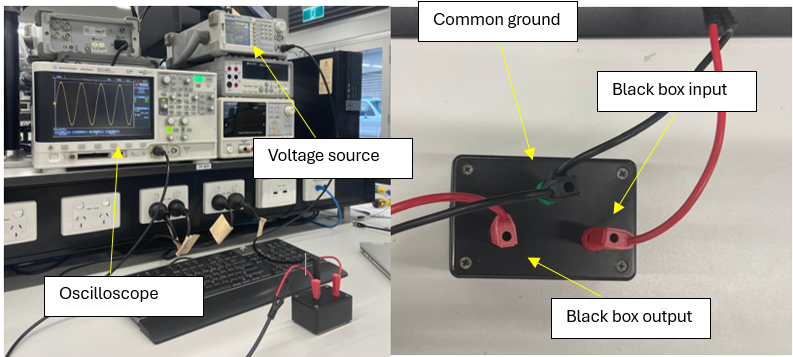 Common ground
Black box input
Voltage source
Oscilloscope
Black box output